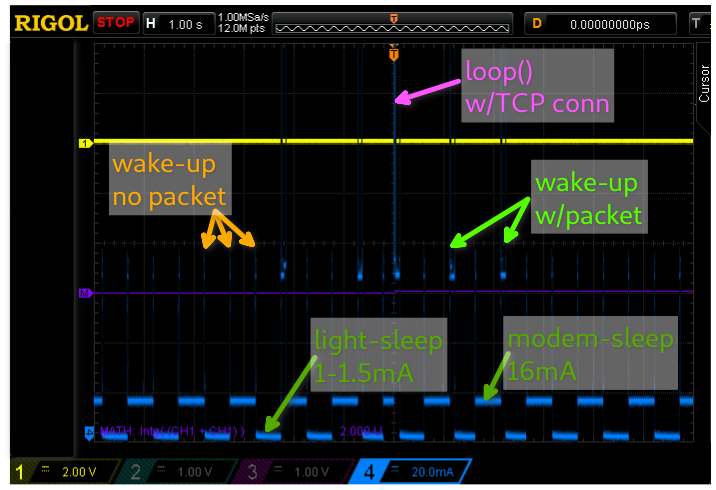 RIGOL STOP H 1.00 s 1.00MSa/s
12.0M pts T D 0.00000000ps T
T
Cursor
loop()
w/TCP conn
1
wake-up
no packet
wake-up
w/packet
M
light-sleep
1-1.5mA
modem-sleep
16mA
4 MATH: Intg( (CH1 + CH1) ) 2.000 U
1 2.00 V 2 1.00 V 3 1.00 V 4 20.0mA